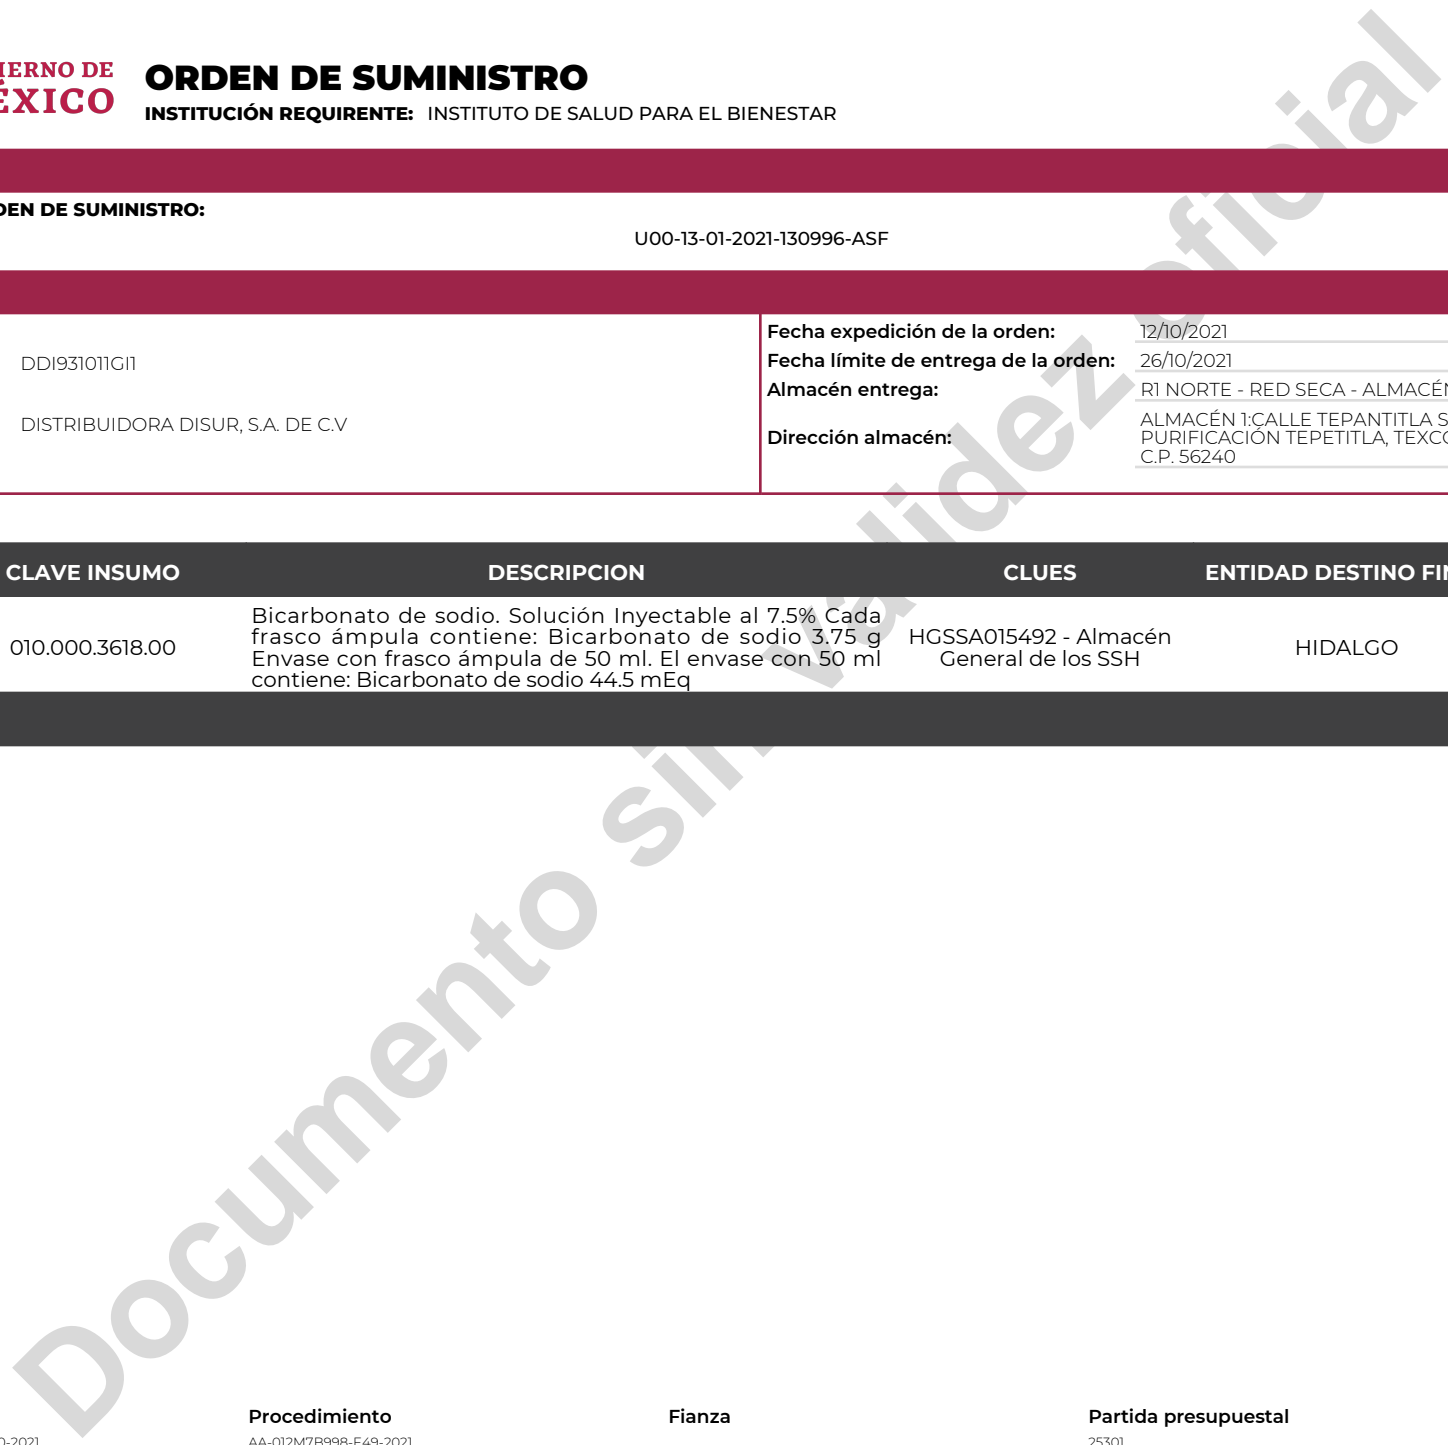 IERNO DE
ÉXICO
ORDEN DE SUMINISTRO
INSTITUCIÓN REQUIRENTE: INSTITUTO DE SALUD PARA EL BIENESTAR
DEN DE SUMINISTRO:
U00-13-01-2021-130996-ASF
DDI931011GI1
DISTRIBUIDORA DISUR, S.A. DE C.V
Fecha expedición de la orden: 12/10/2021
Fecha límite de entrega de la orden: 26/10/2021
Almacén entrega: R1 NORTE - RED SECA - ALMACÉN
Dirección almacén: ALMACÉN 1:CALLE TEPANTITLA S
PURIFICACIÓN TEPETITLA, TEXCO
C.P. 56240
CLAVE INSUMO DESCRIPCION CLUES ENTIDAD DESTINO FIN
010.000.3618.00
Bicarbonato de sodio. Solución Inyectable al 7.5% Cada
frasco ámpula contiene: Bicarbonato de sodio 3.75 g
Envase con frasco ámpula de 50 ml. El envase con 50 ml
contiene: Bicarbonato de sodio 44.5 mEq
HGSSA015492 - Almacén
General de los SSH
HIDALGO
Documento sin validez oficial
Procedimiento Fianza Partida presupuestal
0-2021 AA-012M7B998-E49-2021 25301